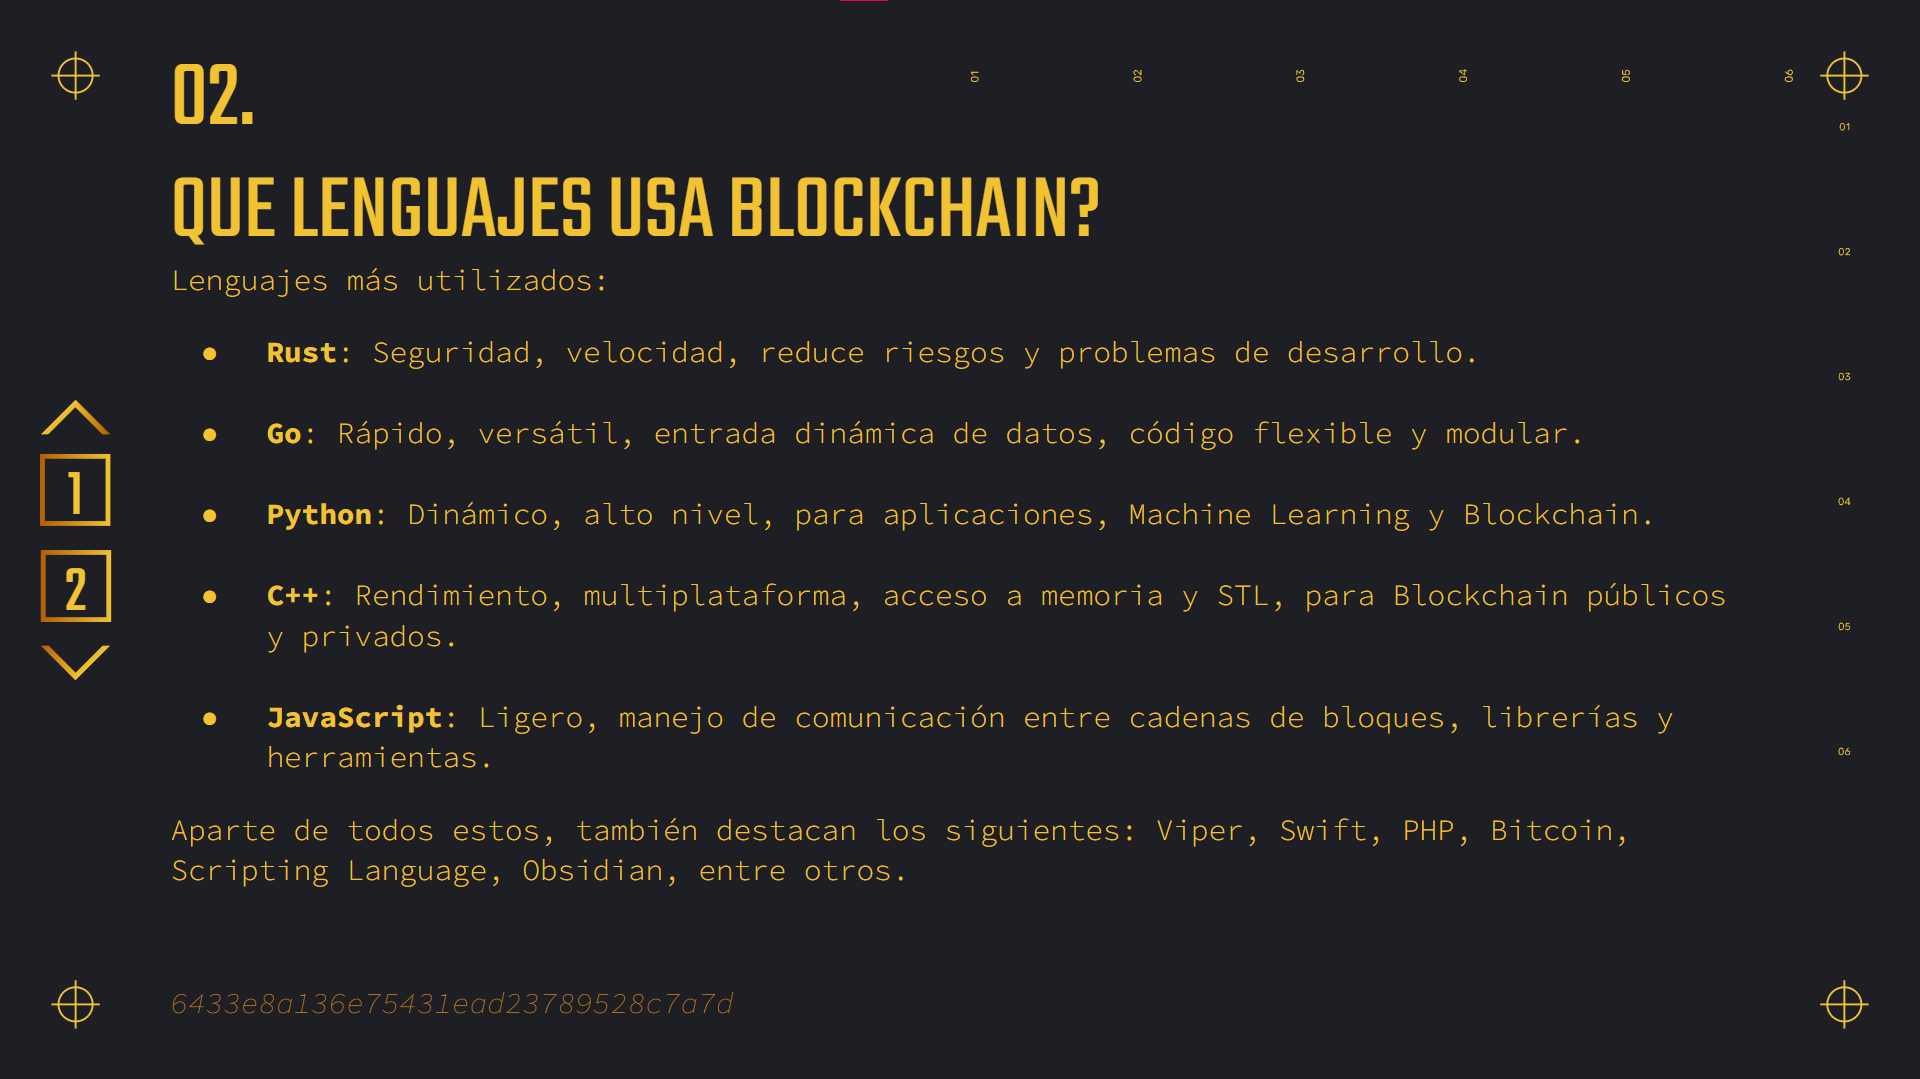 02.
01 02 03 04 05 06
01
QUE LENGUAJES USA BLOCKCHAIN?
02
Lenguajes más utilizados:
● Rust: Seguridad, velocidad, reduce riesgos y problemas de desarrollo.
03
● Go: Rápido, versátil, entrada dinámica de datos, código flexible y modular.
1
04
● Python: Dinámico, alto nivel, para aplicaciones, Machine Learning y Blockchain.
2
● C++: Rendimiento, multiplataforma, acceso a memoria y STL, para Blockchain públicos
y privados.
05
● JavaScript: Ligero, manejo de comunicación entre cadenas de bloques, librerías y
herramientas.
06
Aparte de todos estos, también destacan los siguientes: Viper, Swift, PHP, Bitcoin,
Scripting Language, Obsidian, entre otros.
6433e8a136e75431ead23789528c7a7d